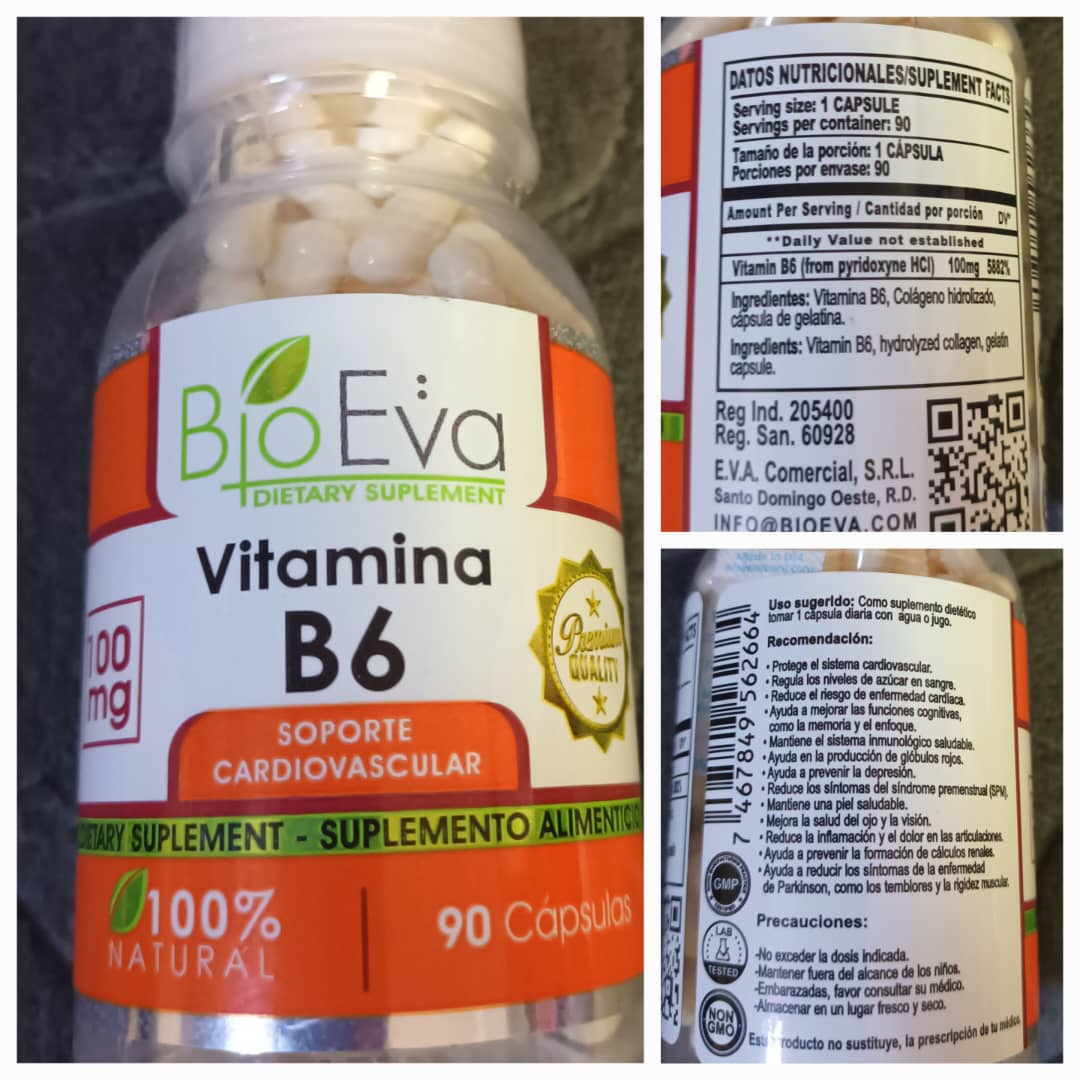 BioEva
DIETARY SUPLEMENT
Vitamina
B6
100
mg
Premium
QUALITY
SOPORTE
CARDIOVASCULAR
DIETARY SUPLEMENT - SUPLEMENTO ALIMENTICIO
100%
NATURAL
90 Cápsulas
DATOS NUTRICIONALES/SUPLEMENT FACTS
Serving size: 1 CAPSULE
Servings per container: 90
Tamaño de la porción: 1 CÁPSULA
Porciones por envase: 90
Amount Per Serving / Cantidad por porción DV*
**Daily Value not established
Vitamin B6 (from pyridoxyne HCl) 100mg 5882%
Ingredientes: Vitamina B6, Colágeno hidrolizado,
cápsula de gelatina.
Ingredients: Vitamin B6, hydrolyzed collagen, gelatin
capsule.
Reg Ind. 205400
Reg. San. 60928
E.V.A. Comercial, S.R.L.
Santo Domingo Oeste, R.D.
INFO@BIOEVA.COM
Uso sugerido: Como suplemento dietético
tomar 1 cápsula diaria con agua o jugo.
Recomendación:
• Protege el sistema cardiovascular.
• Regula los niveles de azúcar en sangre.
• Reduce el riesgo de enfermedad cardíaca.
• Ayuda a mejorar las funciones cognitivas,
como la memoria y el enfoque.
• Mantiene el sistema inmunológico saludable.
• Ayuda en la producción de glóbulos rojos.
• Ayuda a prevenir la depresión.
• Reduce los síntomas del síndrome premenstrual (SPM).
• Mantiene una piel saludable.
• Mejora la salud del ojo y la visión.
• Reduce la inflamación y el dolor en las articulaciones.
• Ayuda a prevenir la formación de cálculos renales.
• Ayuda a reducir los síntomas de la enfermedad
de Parkinson, como los temblores y la rigidez muscular.
7 467849 562664
GMP
LAB
TESTED
NON
GMO
Precauciones:
-No exceder la dosis indicada.
-Mantener fuera del alcance de los niños.
-Embarazadas, favor consultar su médico.
-Almacenar en un lugar fresco y seco.
producto no sustituye, la prescripción de tu médico.